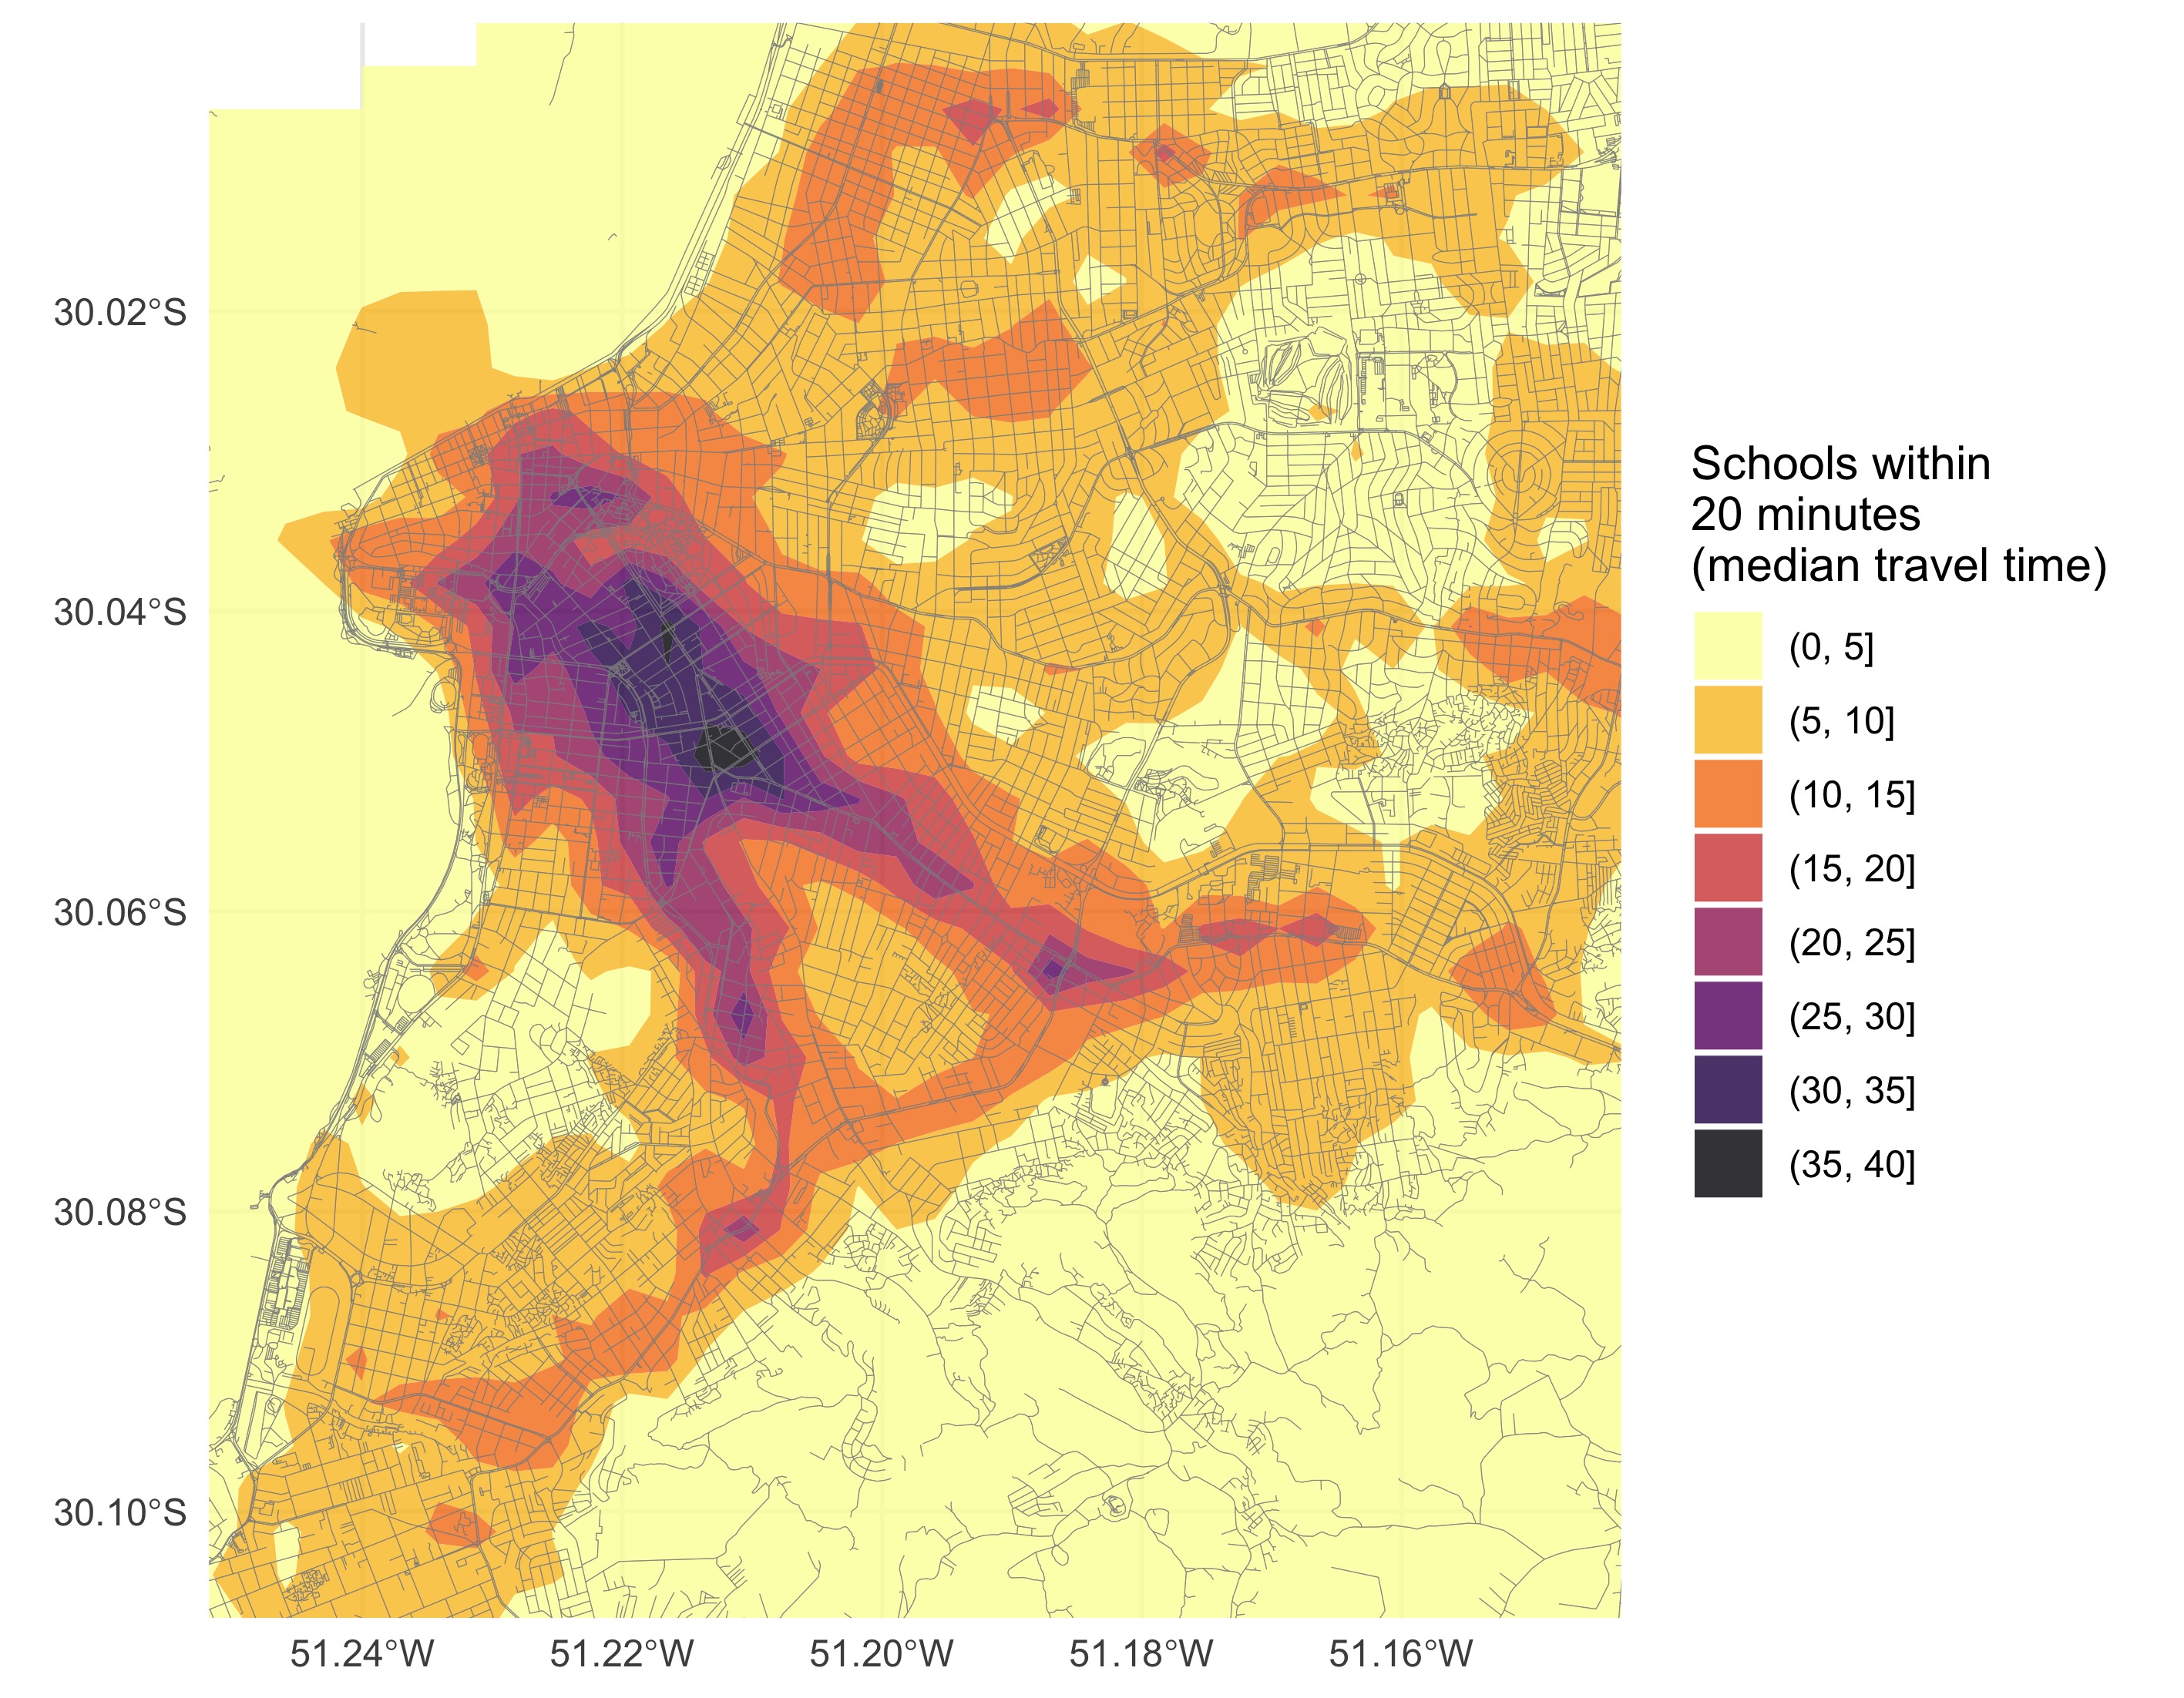 30.02°S
30.04°S
30.06°S
30.08°S
30.10°S
51.24°W
51.22°W
51.20°W
51.18°W
51.16°W
Schools within
20 minutes
(median travel time)
(0, 5]
(5, 10]
(10, 15]
(15, 20]
(20, 25]
(25, 30]
(30, 35]
(35, 40]